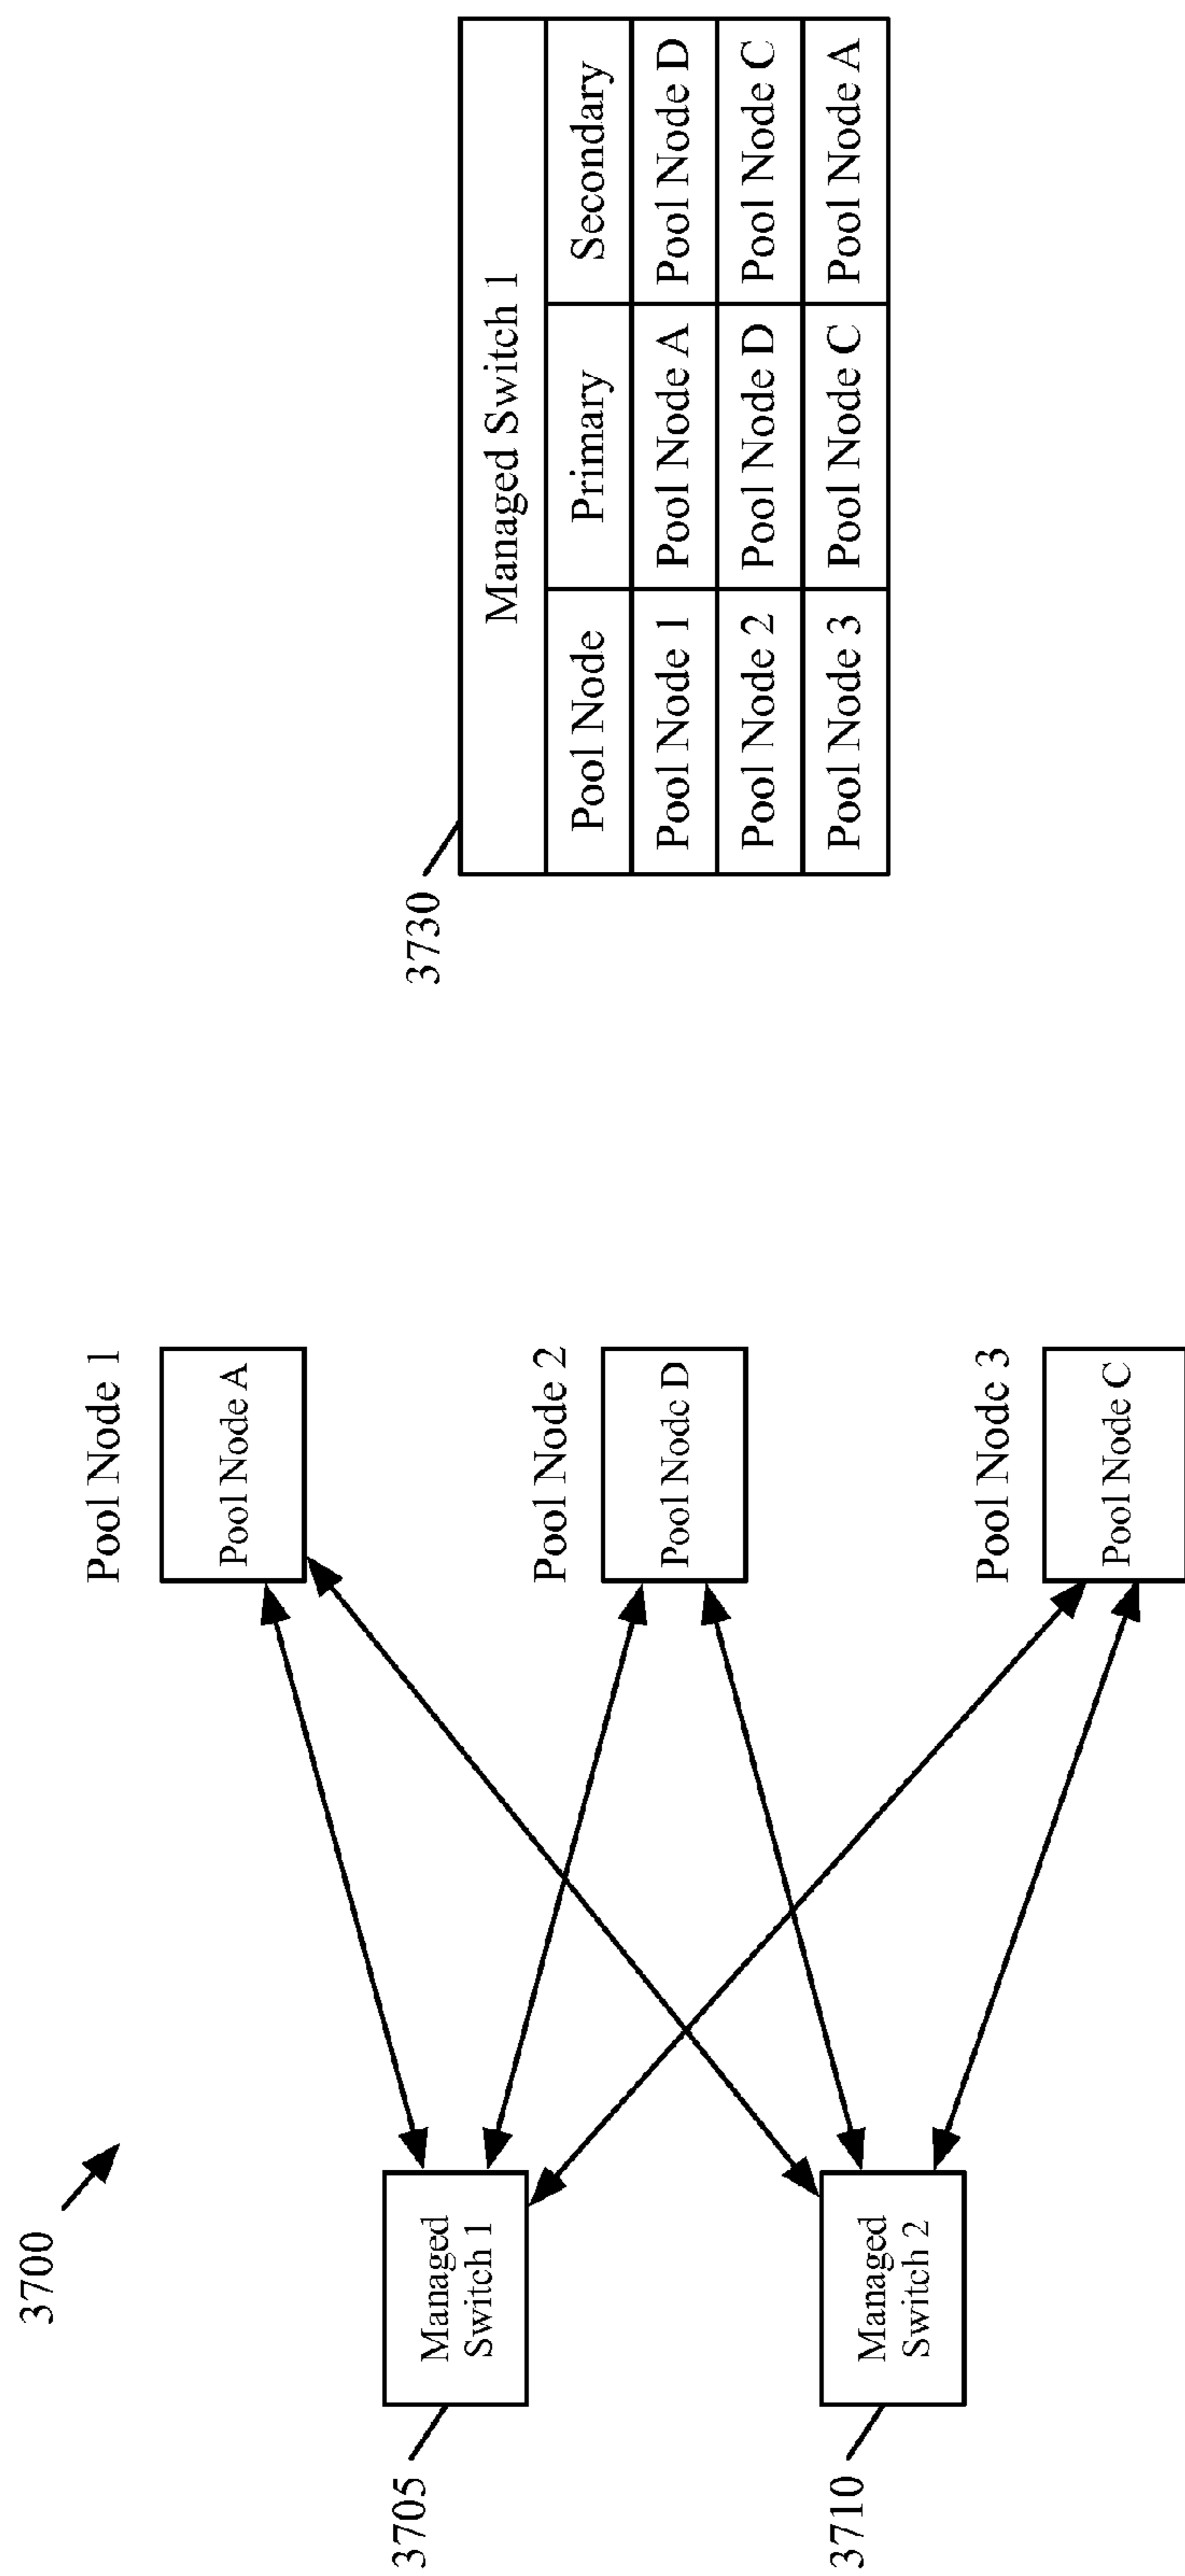 3700
Pool Node 1
Pool Node A
3705
Managed
Switch 1
Pool Node 2
Pool Node D
3710
Managed
Switch 2
Pool Node 3
Pool Node C
3730
Managed Switch 1
Pool Node Primary Secondary
Pool Node 1 Pool Node A Pool Node D
Pool Node 2 Pool Node D Pool Node C
Pool Node 3 Pool Node C Pool Node A